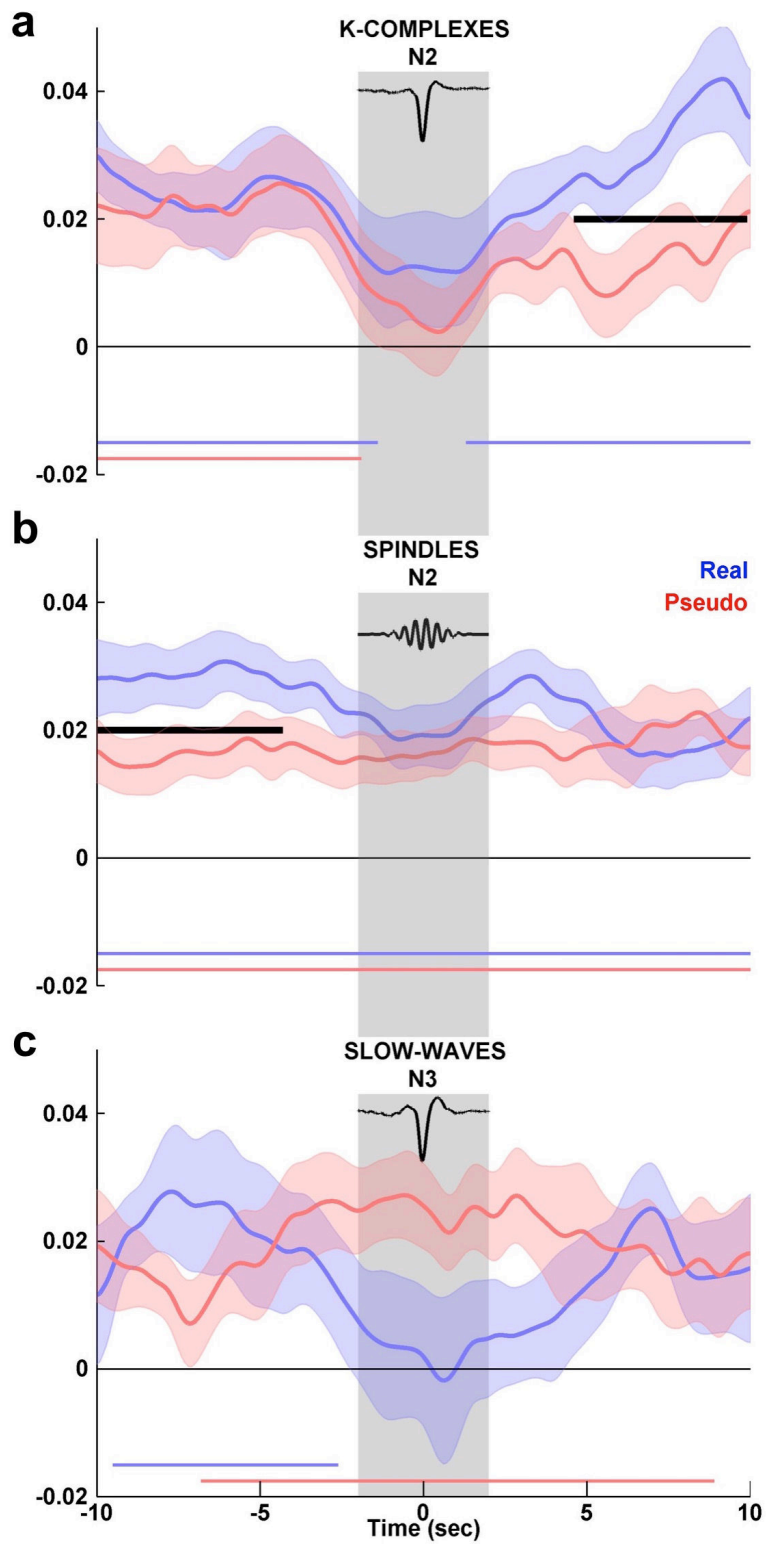 a
K-COMPLEXES
N2
0.04
0.02
0
-0.02
b
SPINDLES
N2
Real
Pseudo
0.04
0.02
0
-0.02
c
SLOW-WAVES
N3
0.04
0.02
0
-0.02
-10 -5 0 5 10
Time (sec)